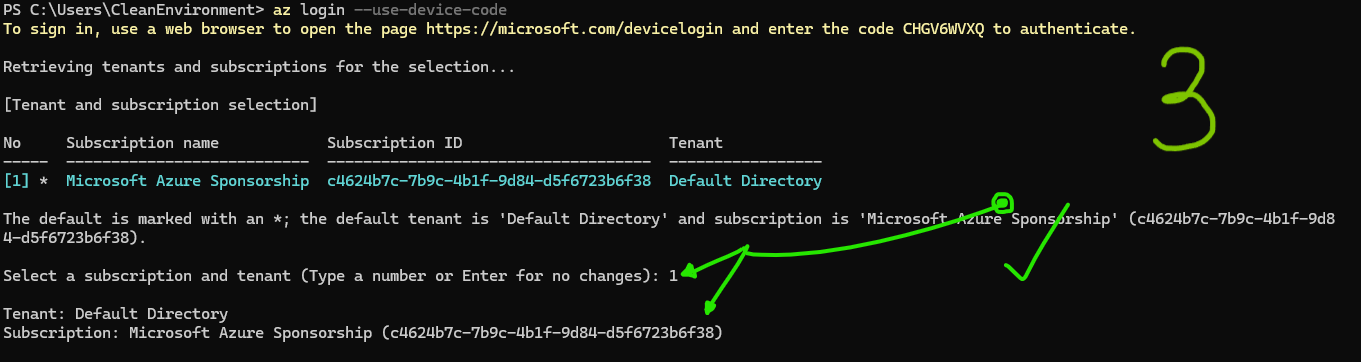 PS C:\Users\CleanEnvironment> az login --use-device-code
To sign in, use a web browser to open the page https://microsoft.com/devicelogin and enter the code CHGV6WVXQ to authenticate.
Retrieving tenants and subscriptions for the selection...
[Tenant and subscription selection]
No     Subscription name           Subscription ID                       Tenant
-----  --------------------------  ------------------------------------  -----------------
[1] *  Microsoft Azure Sponsorship  c4624b7c-7b9c-4b1f-9d84-d5f6723b6f38  Default Directory
The default is marked with an *; the default tenant is 'Default Directory' and subscription is 'Microsoft Azure Sponsorship' (c4624b7c-7b9c-4b1f-9d8
4-d5f6723b6f38).
Select a subscription and tenant (Type a number or Enter for no changes): 1
Tenant: Default Directory
Subscription: Microsoft Azure Sponsorship (c4624b7c-7b9c-4b1f-9d84-d5f6723b6f38)
3